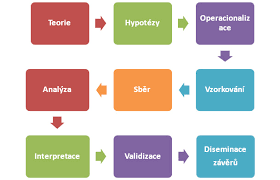 Teorie
Hypotézy
Operacionaliz
ace
Analýza
Sběr
Vzorkování
Interpretace
Validizace
Diseminace
závěrů